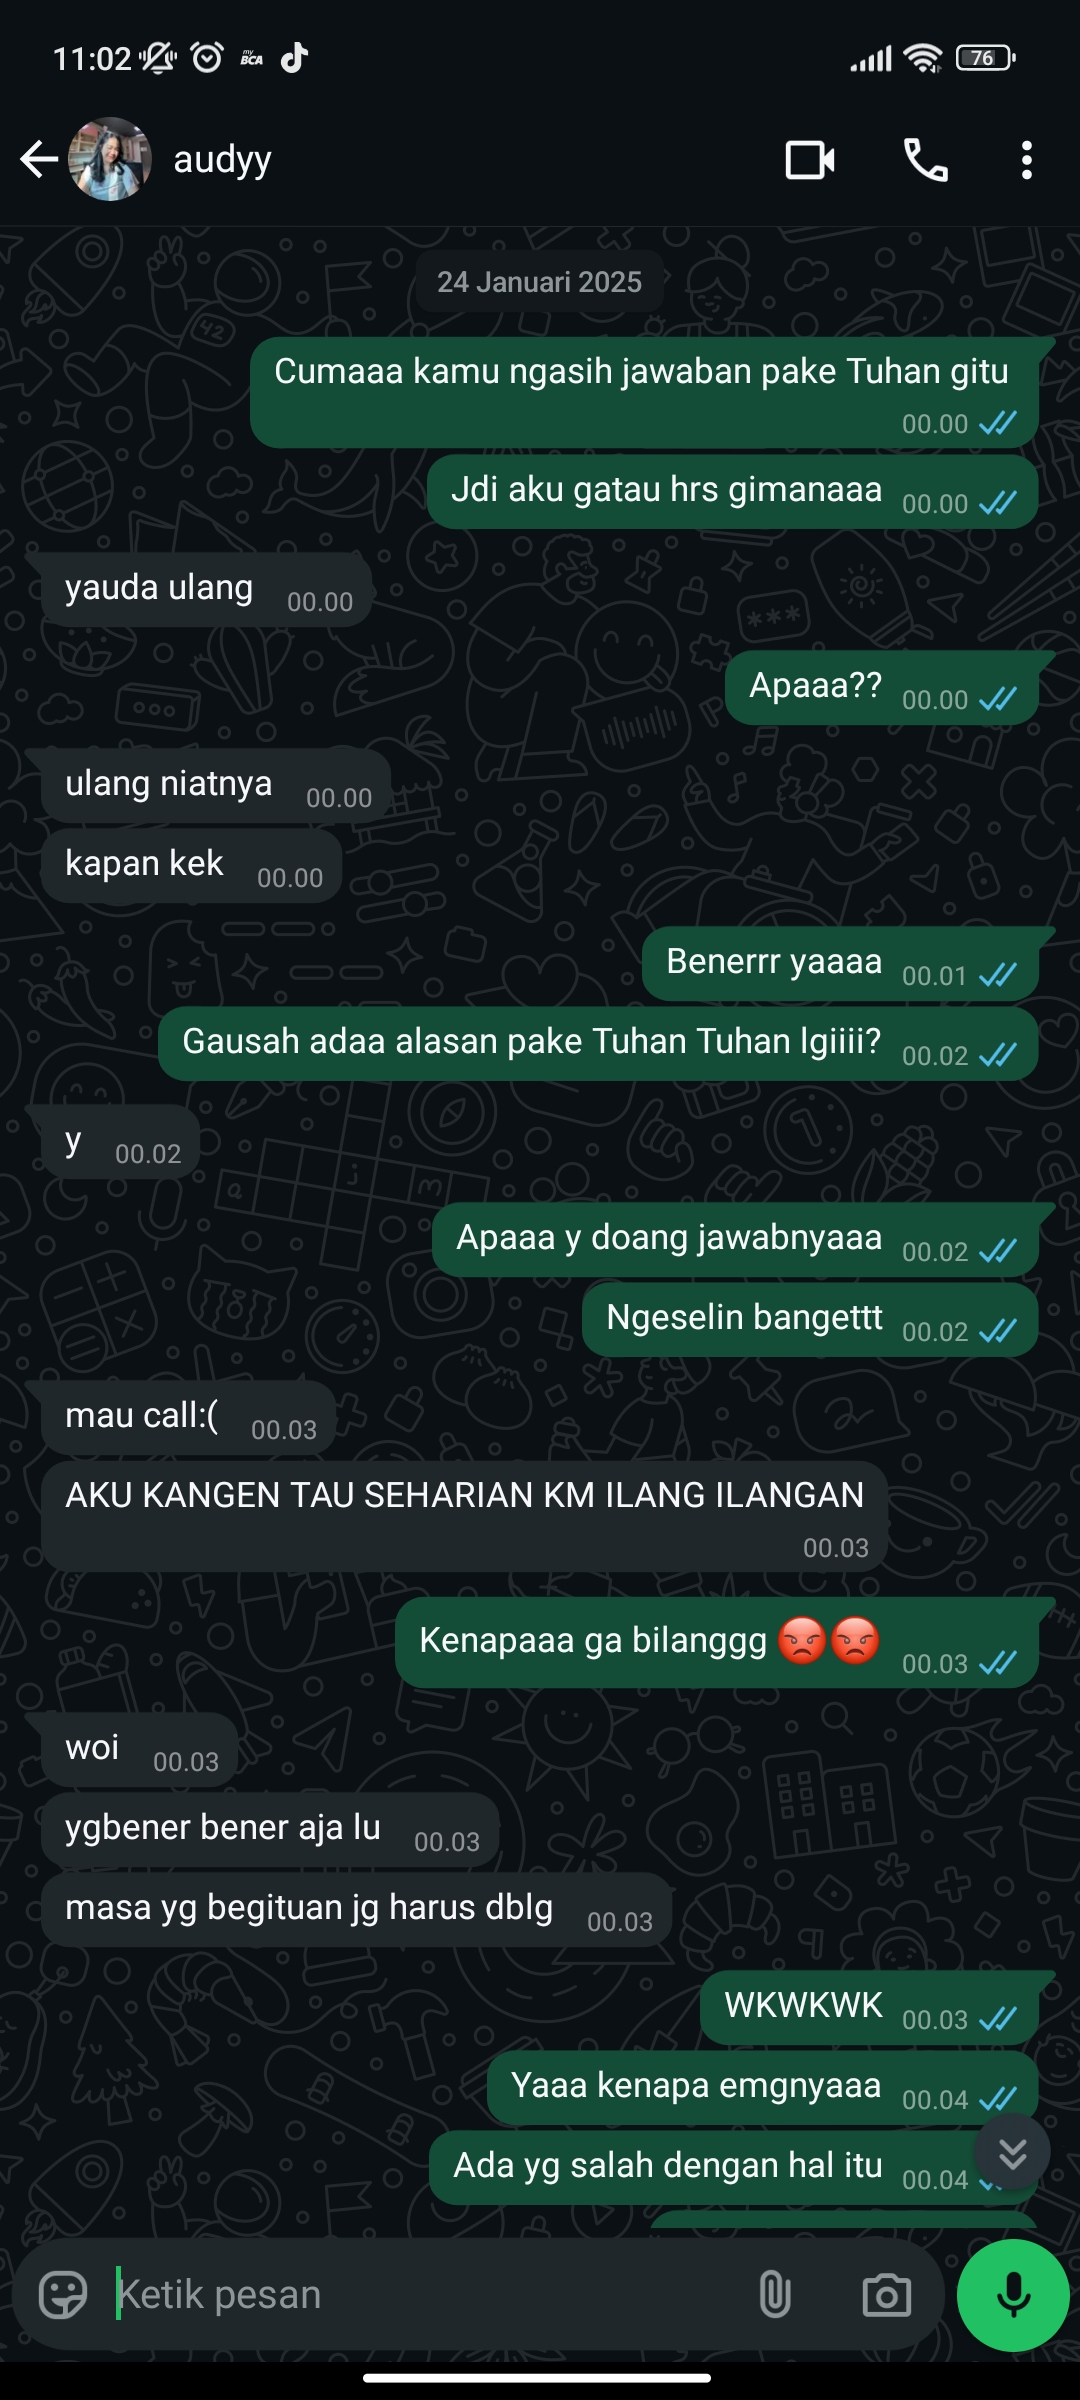 11:02 my BCA 76
audyy
24 Januari 2025
Cumaaa kamu ngasih jawaban pake Tuhan gitu
00.00
Jdi aku gatau hrs gimanaaa 00.00
yauda ulang 00.00
Apaaa?? 00.00
ulang niatnya 00.00
kapan kek 00.00
Benerrr yaaaa 00.01
Gausah adaa alasan pake Tuhan Tuhan lgiiii? 00.02
y 00.02
Apaaa y doang jawabnyaaa 00.02
Ngeselin bangettt 00.02
mau call:( 00.03
AKU KANGEN TAU SEHARIAN KM ILANG ILANGAN
00.03
Kenapaaa ga bilanggg 😡😡 00.03
woi 00.03
ygbener bener aja lu 00.03
masa yg begituan jg harus dblg 00.03
WKWKWK 00.03
Yaaa kenapa emgnyaaa 00.04
Ada yg salah dengan hal itu 00.04
Ketik pesan